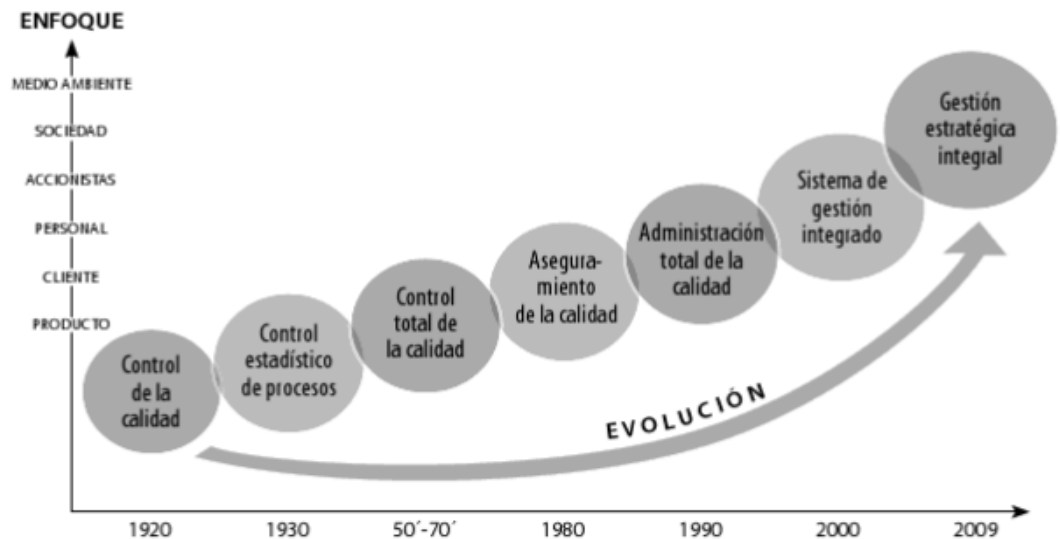 ENFOQUE
MEDIO AMBIENTE
SOCIEDAD
ACCIONISTAS
PERSONAL
CLIENTE
PRODUCTO
Control
de la
calidad
Control
estadístico
de procesos
Control
total de
la calidad
Asegura-
miento
de la calidad
Administración
total de la
calidad
Sistema de
gestión
integrado
Gestión
estratégica
integral
EVOLUCIÓN
1920
1930
50´-70´
1980
1990
2000
2009